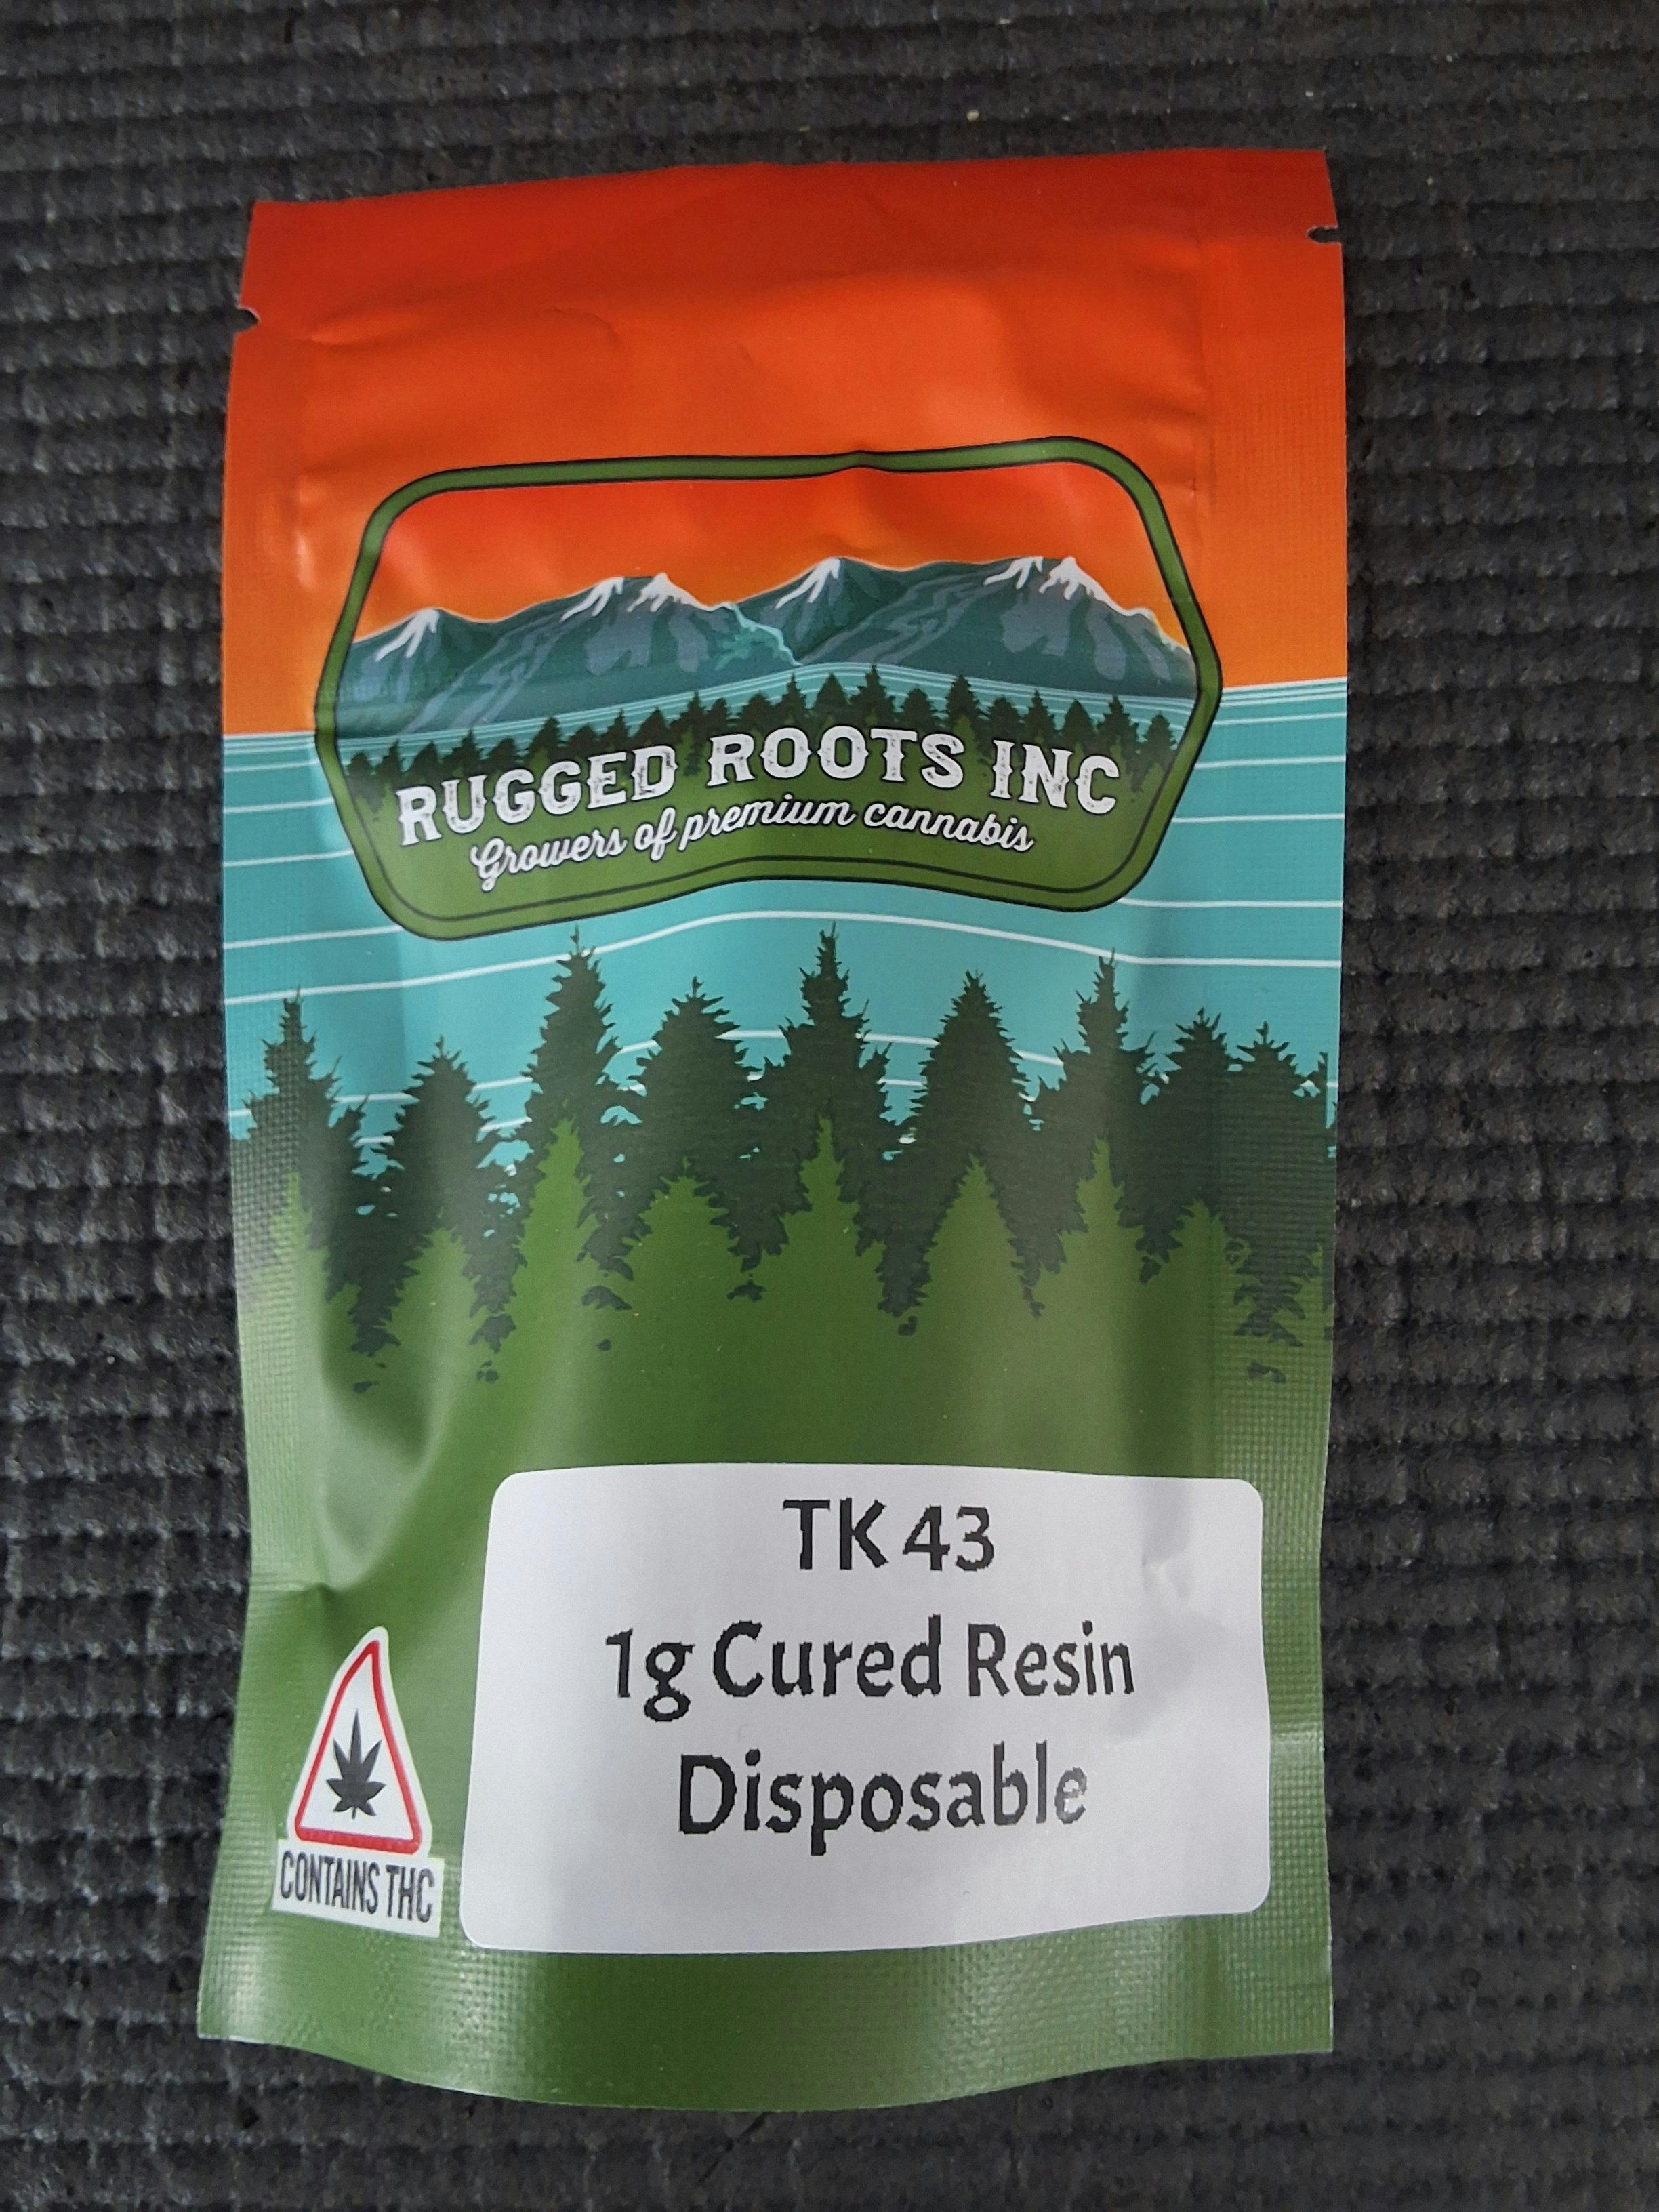 RUGGED ROOTS INC
Growers of premium cannabis
TK 43
1g Cured Resin
Disposable
CONTAINS THC